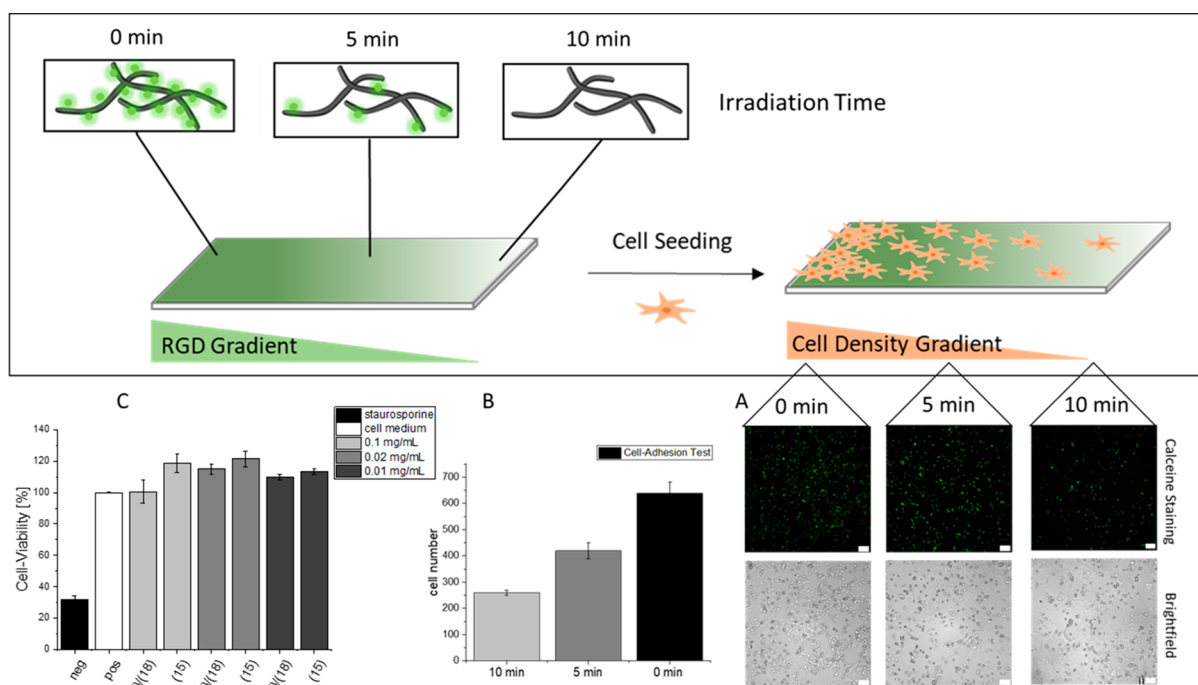 0 min
5 min
10 min
Irradiation Time
Cell Seeding
RGD Gradient
Cell Density Gradient
C
staurosporine
cell medium
0.1 mg/mL
0.02 mg/mL
0.01 mg/mL
140
120
100
80
60
40
20
0
Cell-Viability [%]
neg
pos
(15)
(15)
(15)
B
Cell-Adhesion Test
700
600
500
400
300
200
100
0
cell number
10 min
5 min
0 min
A
0 min
5 min
10 min
Calceine Staining
Brightfield